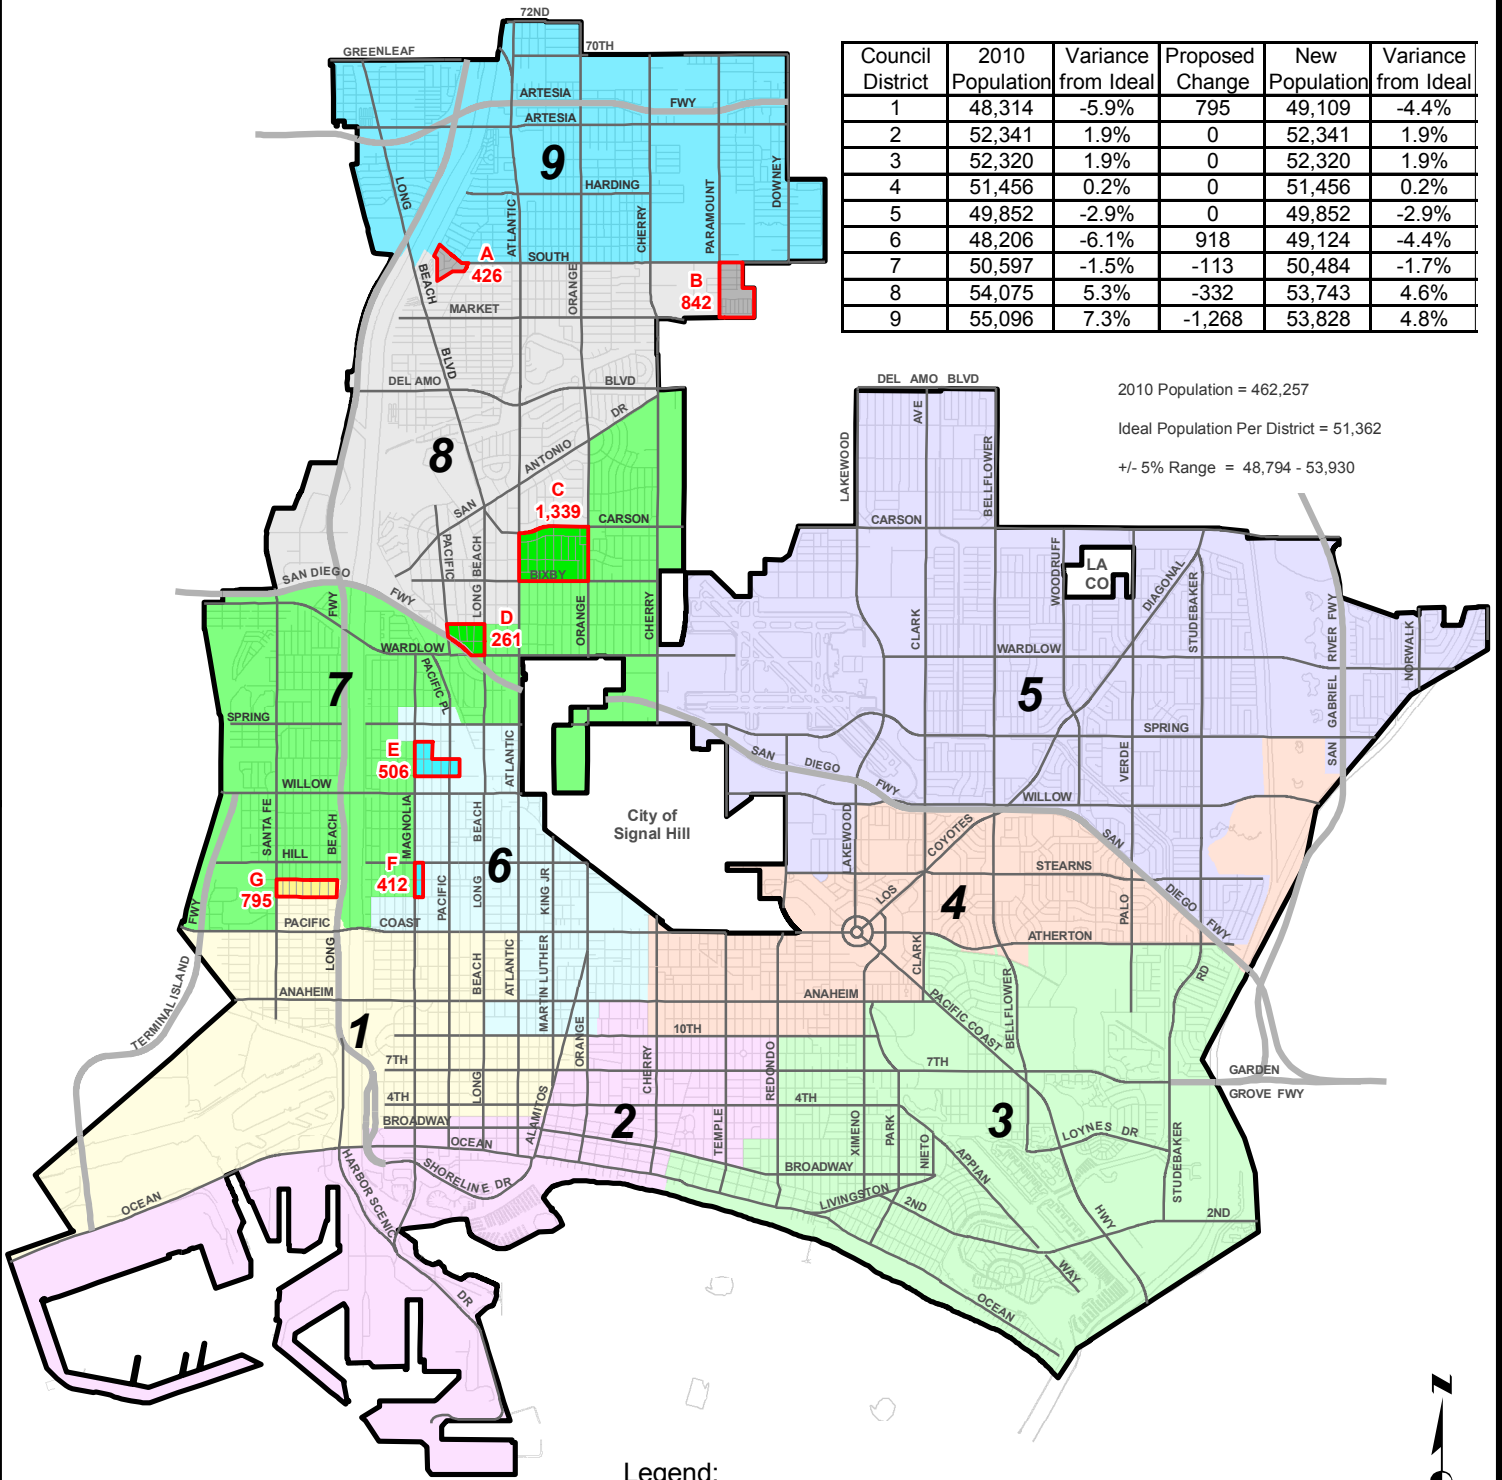 72ND
GREENLEAF
70TH
ARTESIA
FWY
ARTESIA
9
LONG
HARDING
ATLANTIC
CHERRY
PARAMOUNT
DOWNEY
A
426
SOUTH
BEACH
ORANGE
B
842
MARKET
BLVD
DEL AMO
BLVD
DR
ANTONIO
8
SAN
C
1,339
CARSON
PACIFIC
LONG BEACH
BIXBY
SAN DIEGO
FWY
FWY
D
261
ORANGE
CHERRY
WARDLOW
PACIFIC PL
7
SPRING
E
506
ATLANTIC
WILLOW
SANTA FE
BEACH
MAGNOLIA
BEACH
HILL
F
412
6
G
795
PACIFIC
LONG
KING JR
FWY
PACIFIC
COAST
LONG
BEACH
ATLANTIC
MARTIN LUTHER
TERMINAL ISLAND
ANAHEIM
1
ORANGE
7TH
LONG
4TH
BROADWAY
ALAMITOS
OCEAN
SHORELINE DR
HARBOR SCENIC
DR
OCEAN
City of
Signal Hill
Council District | 2010 Population | Variance from Ideal | Proposed Change | New Population | Variance from Ideal
1 48,314 -5.9% 795 49,109 -4.4%
2 52,341 1.9% 0 52,341 1.9%
3 52,320 1.9% 0 52,320 1.9%
4 51,456 0.2% 0 51,456 0.2%
5 49,852 -2.9% 0 49,852 -2.9%
6 48,206 -6.1% 918 49,124 -4.4%
7 50,597 -1.5% -113 50,484 -1.7%
8 54,075 5.3% -332 53,743 4.6%
9 55,096 7.3% -1,268 53,828 4.8%
2010 Population = 462,257
Ideal Population Per District = 51,362
+/- 5% Range = 48,794 - 53,930
DEL AMO BLVD
LAKEWOOD
AVE
BELLFLOWER
CARSON
WOODRUFF
LA
CO
DIAGONAL
STUDEBAKER
CLARK
WARDLOW
SAN GABRIEL RIVER FWY
NORWALK
5
SPRING
SAN
DIEGO
FWY
VERDE
WILLOW
SAN
LAKEWOOD
COYOTES
STEARNS
LOS
4
PALO
DIEGO
FWY
CLARK
ATHERTON
ANAHEIM
PACIFIC COAST
BELLFLOWER
RD
10TH
CHERRY
REDONDO
7TH
GARDEN
GROVE FWY
2
TEMPLE
4TH
XIMENO
PARK
NIETO
3
LOYNES DR
STUDEBAKER
BROADWAY
APPIAN
LIVINGSTON
2ND
HWY
2ND
WAY
OCEAN
Z
Legend: